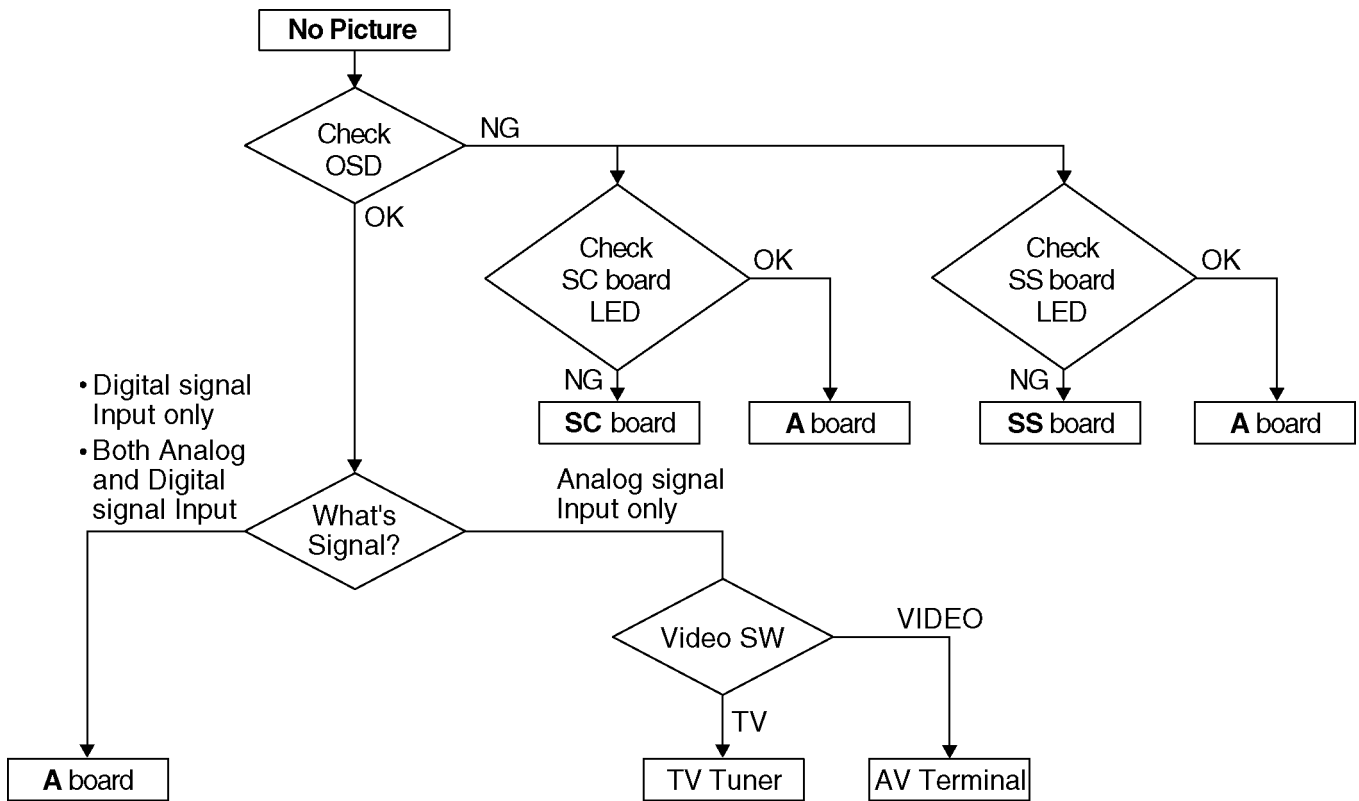 No Picture
Check
OSD
NG
OK
Check
SC board
LED
OK
NG
SC board
A board
Check
SS board
LED
OK
NG
SS board
A board
• Digital signal
Input only
• Both Analog
and Digital
signal Input
What's
Signal?
Analog signal
Input only
Video SW
VIDEO
TV
A board
TV Tuner
AV Terminal